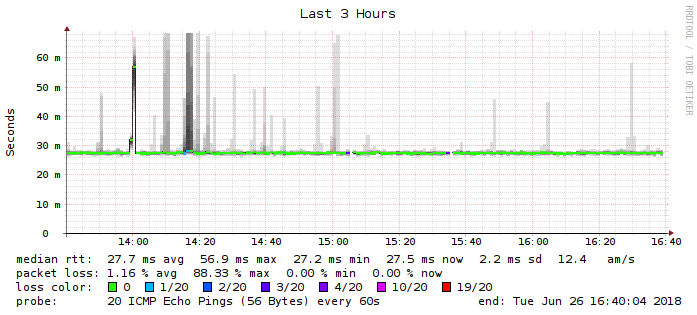 Last 3 Hours
RRDTOOL / TOBI OETIKER
Seconds
60 m
50 m
40 m
30 m
20 m
10 m
0
14:00 14:20 14:40 15:00 15:20 15:40 16:00 16:20 16:40
median rtt: 27.7 ms avg 56.9 ms max 27.2 ms min 27.5 ms now 2.2 ms sd 12.4 am/s
packet loss: 1.16 % avg 88.33 % max 0.00 % min 0.00 % now
loss color: 0 1/20 2/20 3/20 4/20 10/20 19/20
probe: 20 ICMP Echo Pings (56 Bytes) every 60s end: Tue Jun 26 16:40:04 2018